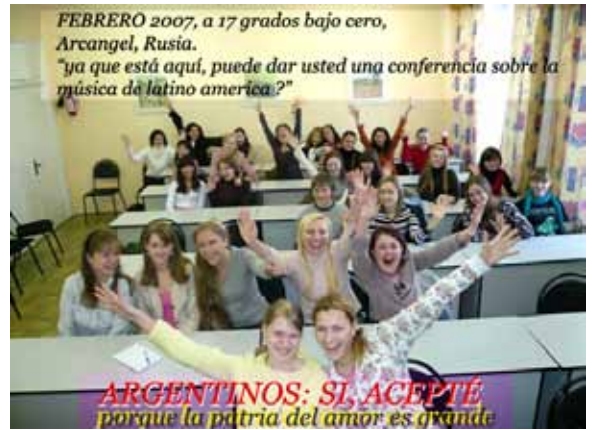 FEBRERO 2007, a 17 grados bajo cero,
Arcangel, Rusia.
“ya que está aquí, puede dar usted una conferencia sobre la
música de latino america ?”
ARGENTINOS: SI, ACEPTÉ
porque la patria del amor es grande